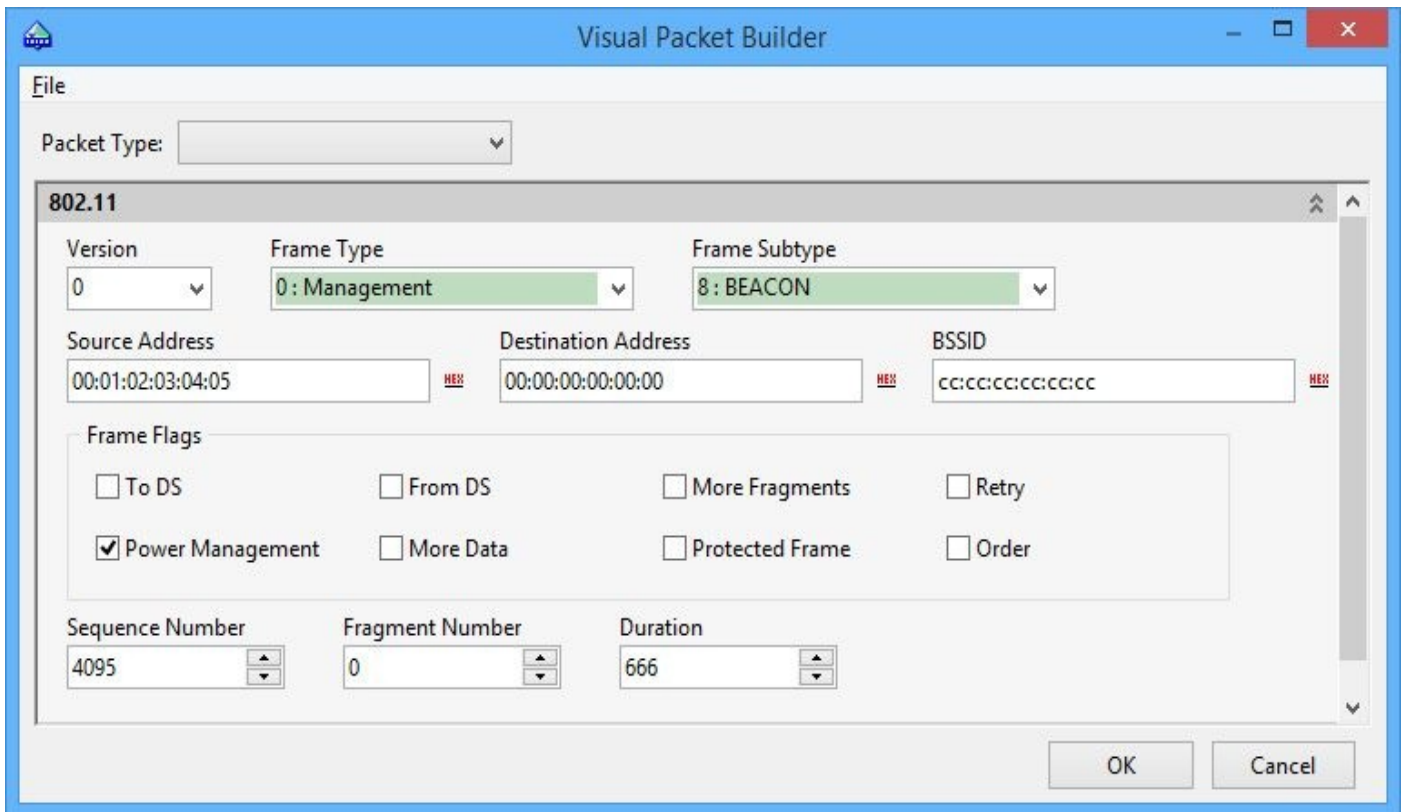 Visual Packet Builder
File
Packet Type:
802.11
Version Frame Type Frame Subtype
0 0 : Management 8 : BEACON
Source Address Destination Address BSSID
00:01:02:03:04:05 HEX 00:00:00:00:00:00 HEX cc:cc:cc:cc:cc:cc HEX
Frame Flags
To DS From DS More Fragments Retry
Power Management More Data Protected Frame Order
Sequence Number Fragment Number Duration
4095 0 666
OK Cancel